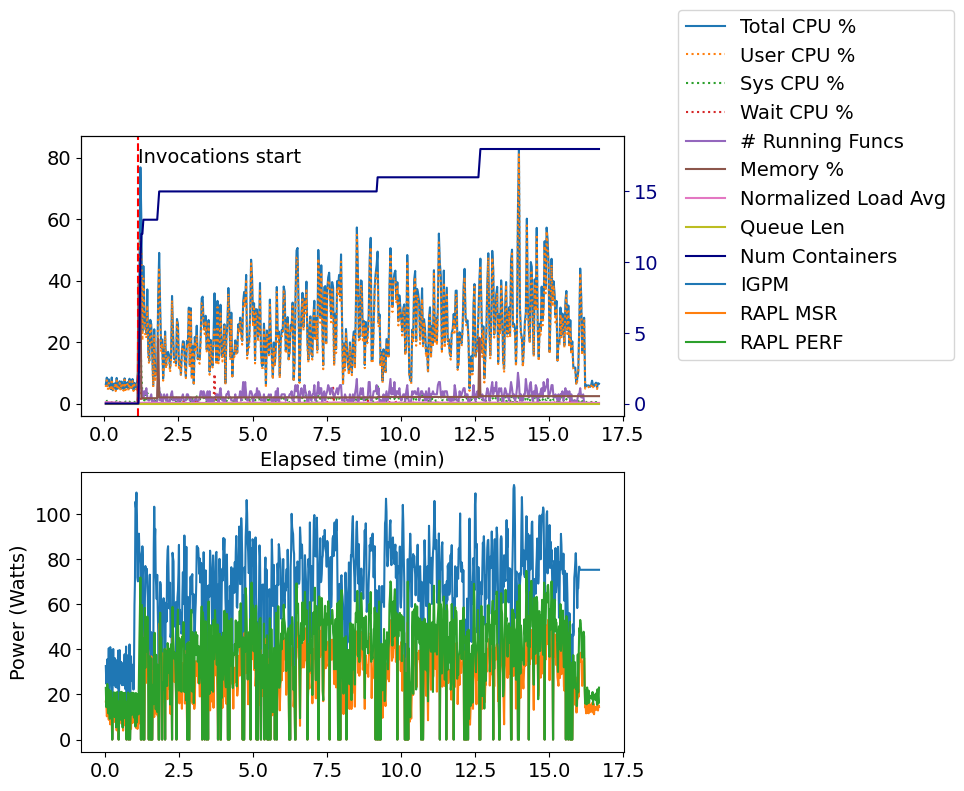 Total CPU %
User CPU %
Sys CPU %
Wait CPU %
# Running Funcs
Memory %
Normalized Load Avg
Queue Len
Num Containers
IGPM
RAPL MSR
RAPL PERF
Invocations start
80
60
40
20
0
15
10
5
0
0.0 2.5 5.0 7.5 10.0 12.5 15.0 17.5
Elapsed time (min)
Power (Watts)
100
80
60
40
20
0
0.0 2.5 5.0 7.5 10.0 12.5 15.0 17.5